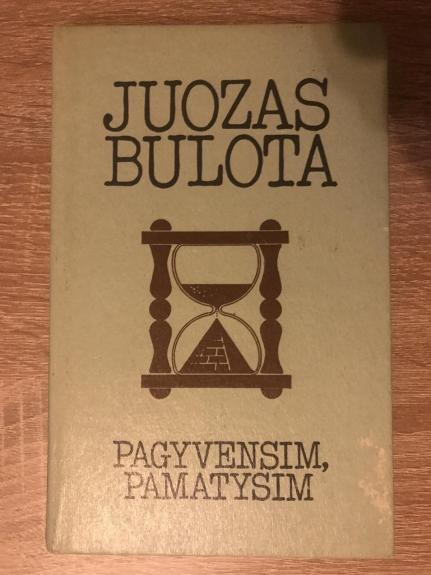 JUOZAS
BULOTA
PAGYVENSIM,
PAMATYSIM